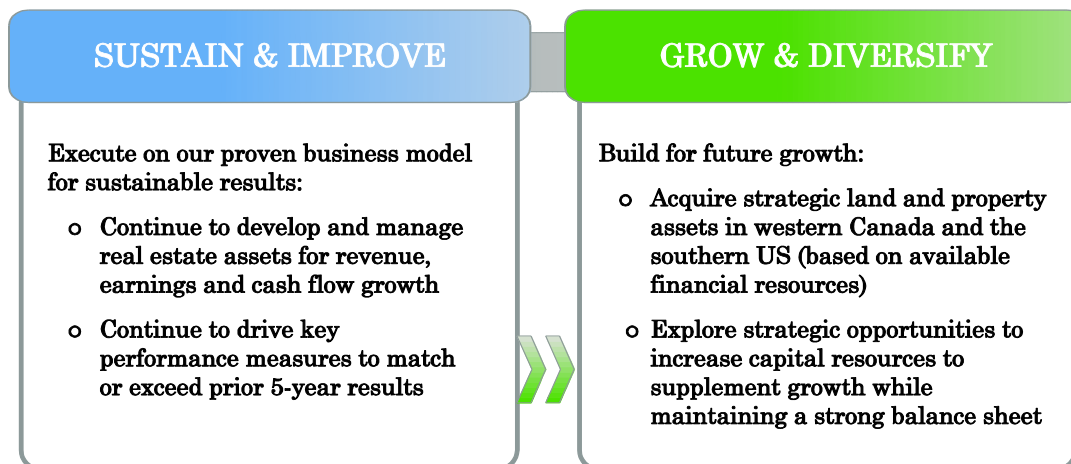 SUSTAIN & IMPROVE
Execute on our proven business model
for sustainable results:
o Continue to develop and manage
real estate assets for revenue,
earnings and cash flow growth
o Continue to drive key
performance measures to match
or exceed prior 5-year results
GROW & DIVERSIFY
Build for future growth:
o Acquire strategic land and property
assets in western Canada and the
southern US (based on available
financial resources)
o Explore strategic opportunities to
increase capital resources to
supplement growth while
maintaining a strong balance sheet